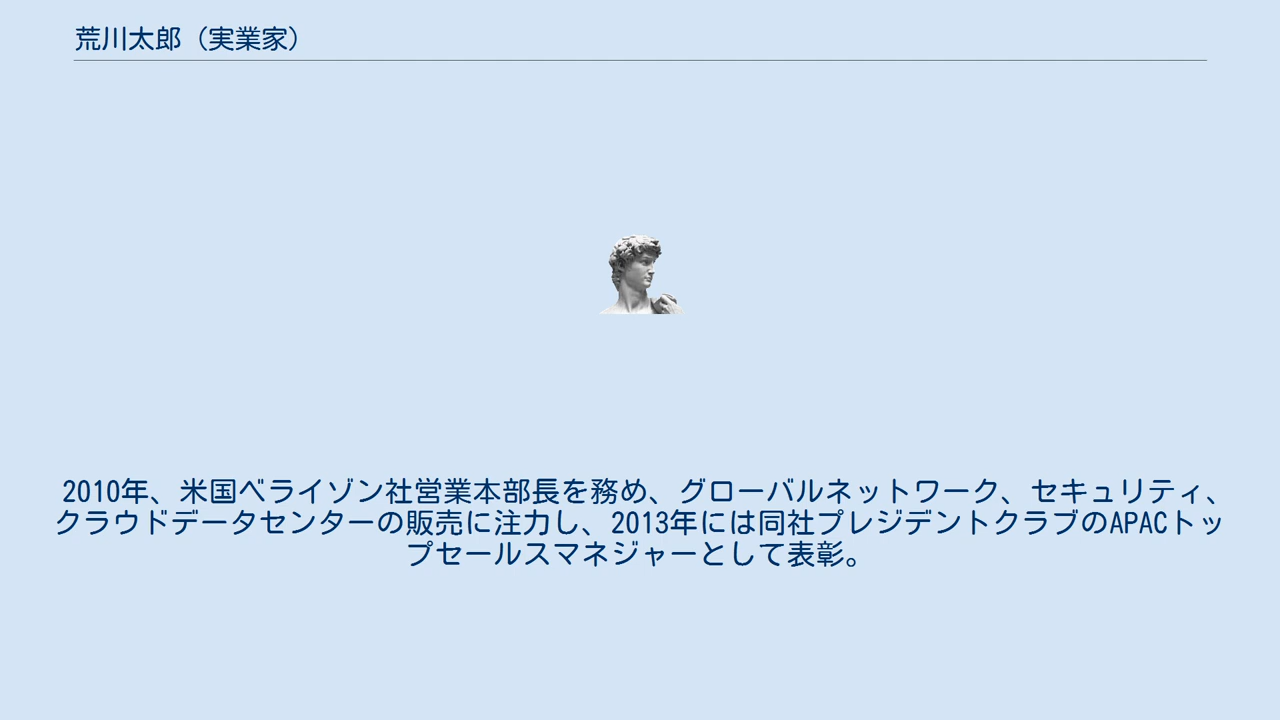 荒川太郎（実業家）
2010年、米国ベライゾン社営業本部長を務め、グローバルネットワーク、セキュリティ、
クラウドデータセンターの販売に注力し、2013年には同社プレジデントクラブのAPACトッ
プセールスマネジャーとして表彰。